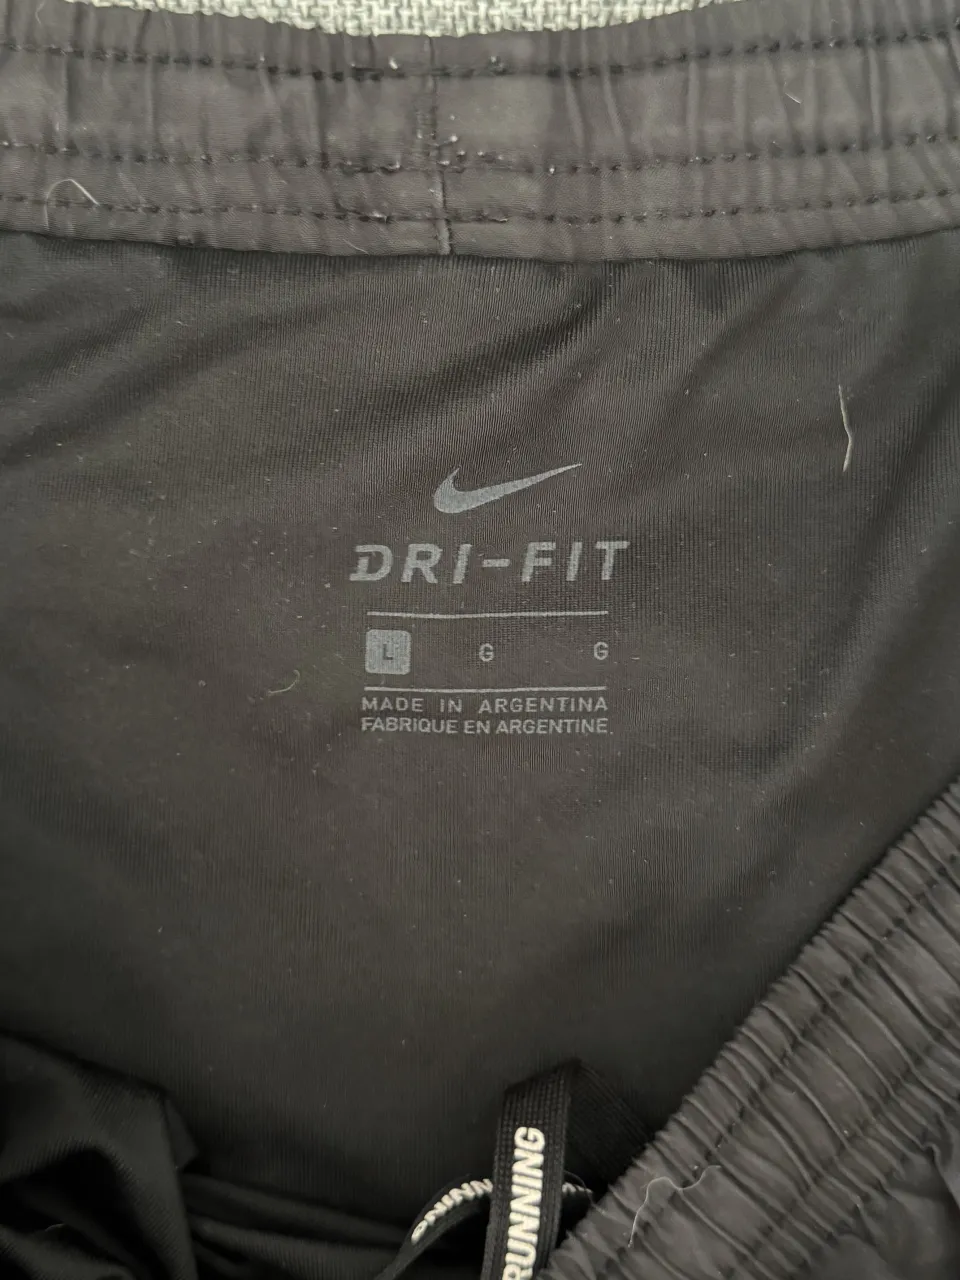 DRI-FIT
L G G
MADE IN ARGENTINA
FABRIQUE EN ARGENTINE
RUNNING
RUNNING